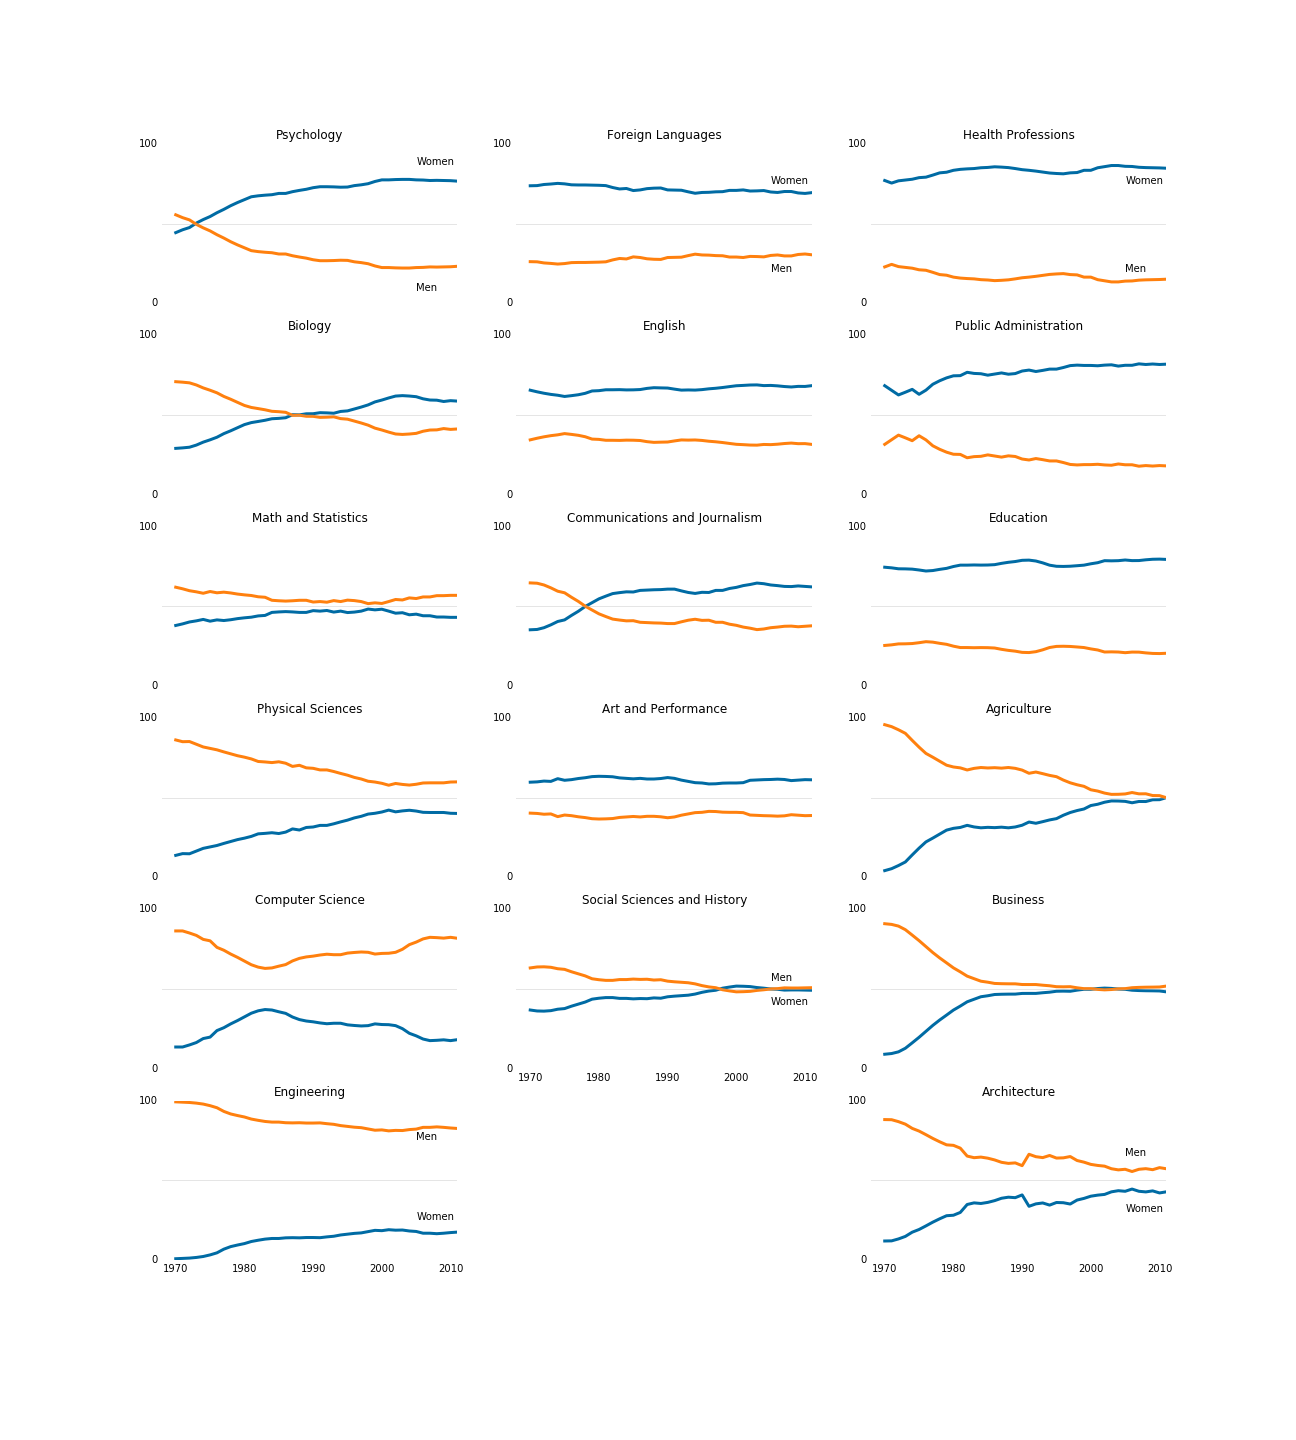 Psychology
100
Women
Men
0
Foreign Languages
100
Women
Men
Health Professions
100
Women
Men
0
Biology
100
0
English
100
0
Public Administration
100
0
Math and Statistics
0
Communications and Journalism
100
0
Education
100
0
Physical Sciences
100
0
Art and Performance
100
0
Agriculture
100
0
Computer Science
100
0
Social Sciences and History
100
Men
Women
0
1970 1980 1990 2000 2010
Business
100
0
Engineering
100
Men
Women
0
1970 1980 1990 2000 2010
Architecture
100
Men
Women
0
1970 1980 1990 2000 2010